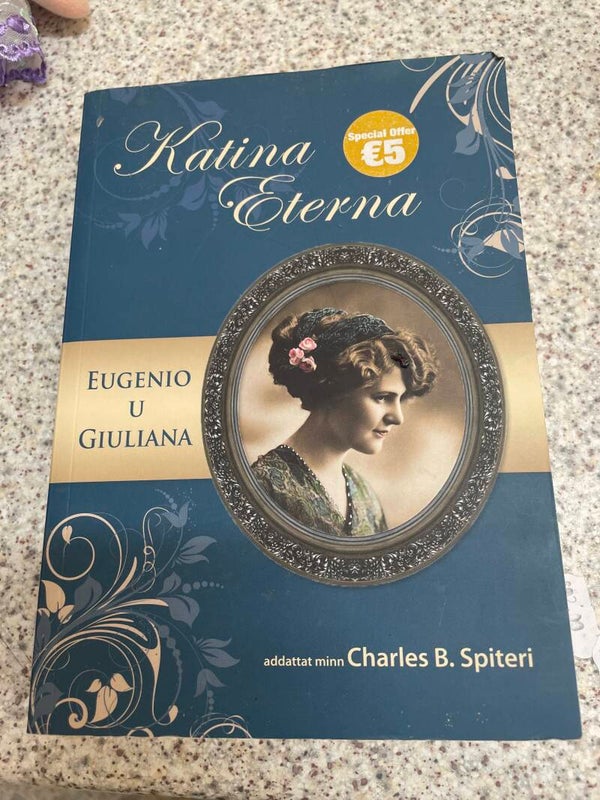 Katina
Eterna
Special Offer
€5
EUGENIO
U
GIULIANA
addattat minn Charles B. Spiteri